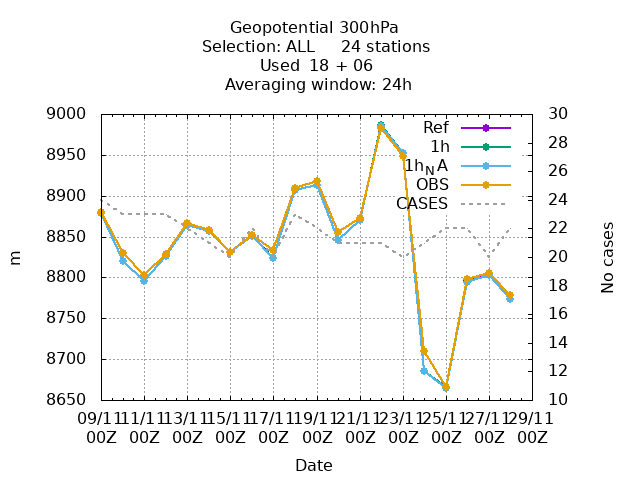 Geopotential 300hPa
Selection: ALL 24 stations
Used 18 + 06
Averaging window: 24h
9000
8950
8900
8850
8800
8750
8700
8650
30
28
26
24
22
20
18
16
14
12
10
Ref
1h
1h_N A
OBS
CASES
m
No cases
09/11 11/11 13/11 15/11 17/11 19/11 21/11 23/11 25/11 27/11 29/11
00Z 00Z 00Z 00Z 00Z 00Z 00Z 00Z 00Z 00Z 00Z
Date